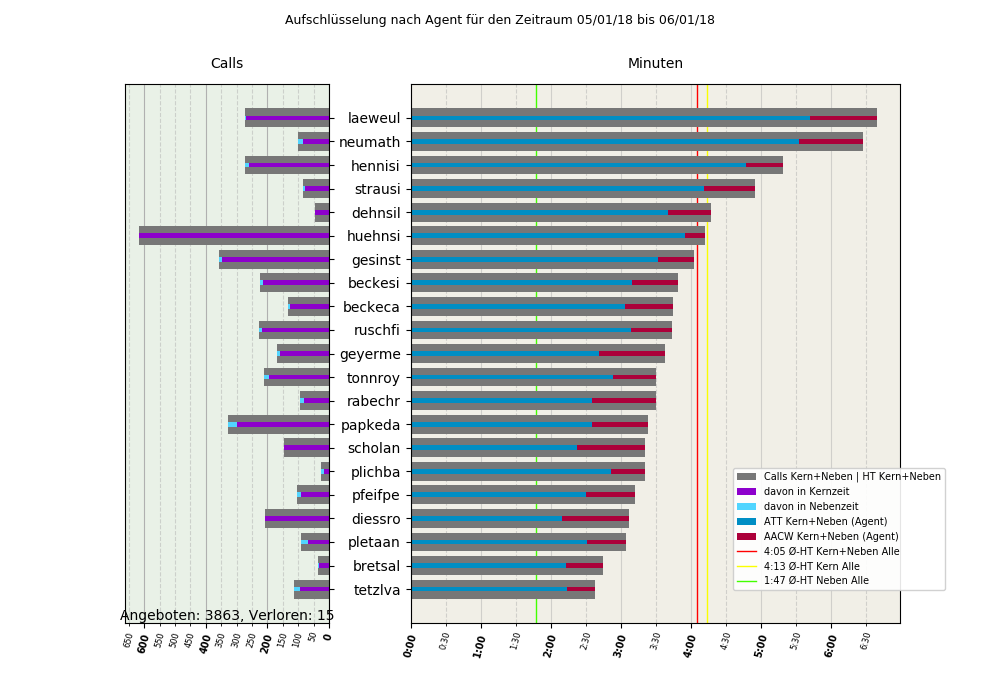 Aufschlüsselung nach Agent für den Zeitraum 05/01/18 bis 06/01/18
Calls
Minuten
laeweul
neumath
hennisi
strausi
dehnsil
huehnsi
gesinst
beckesi
beckeca
ruschfi
geyerme
tonnroy
rabechr
papkeda
scholan
plichba
pfeifpe
diessro
pletaan
bretsal
tetzlva
Calls Kern+Neben | HT Kern+Neben
davon in Kernzeit
davon in Nebenzeit
ATT Kern+Neben (Agent)
AACW Kern+Neben (Agent)
4:05 Ø-HT Kern+Neben Alle
4:13 Ø-HT Kern Alle
1:47 Ø-HT Neben Alle
Angeboten: 3863, Verloren: 15
650 600 550 500 450 400 350 300 250 200 150 100 50 0
0:00 0:30 1:00 1:30 2:00 2:30 3:00 3:30 4:00 4:30 5:00 5:30 6:00 6:30